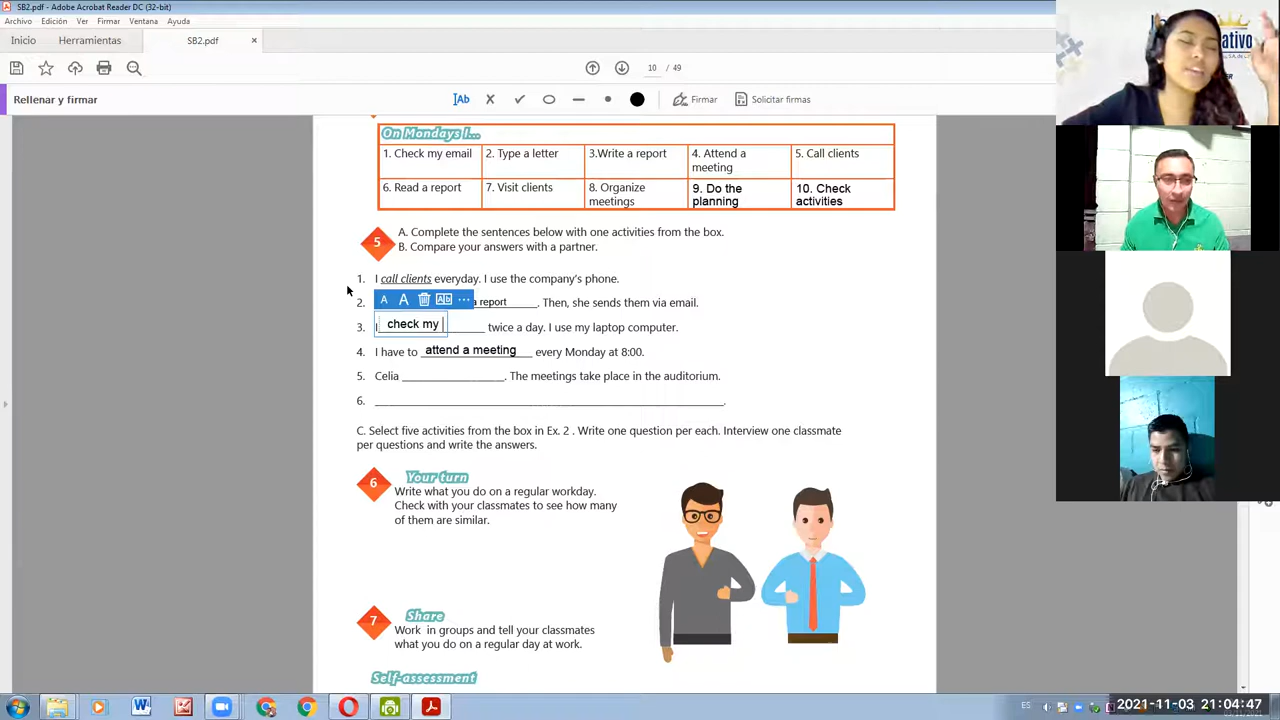 SB2.pdf - Adobe Acrobat Reader DC (32-bit)
Archivo Edición Ver Firmar Ventana Ayuda
Inicio Herramientas SB2.pdf ×
10 / 49
Rellenar y firmar
Ab
Firmar
Solicitar firmas
On Mondays I...
1. Check my email
2. Type a letter
3.Write a report
4. Attend a meeting
5. Call clients
6. Read a report
7. Visit clients
8. Organize meetings
9. Do the planning
10. Check activities
5
A. Complete the sentences below with one activities from the box.
B. Compare your answers with a partner.
1. I call clients everyday. I use the company's phone.
2. a report. Then, she sends them via email.
3. I check my twice a day. I use my laptop computer.
4. I have to attend a meeting every Monday at 8:00.
5. Celia ____________________. The meetings take place in the auditorium.
6. ____________________.
C. Select five activities from the box in Ex. 2 . Write one question per each. Interview one classmate
per questions and write the answers.
6 Your turn
Write what you do on a regular workday.
Check with your classmates to see how many
of them are similar.
7 Share
Work in groups and tell your classmates
what you do on a regular day at work.
Self-assessment
ativo
ES
2021-11-03 21:04:47